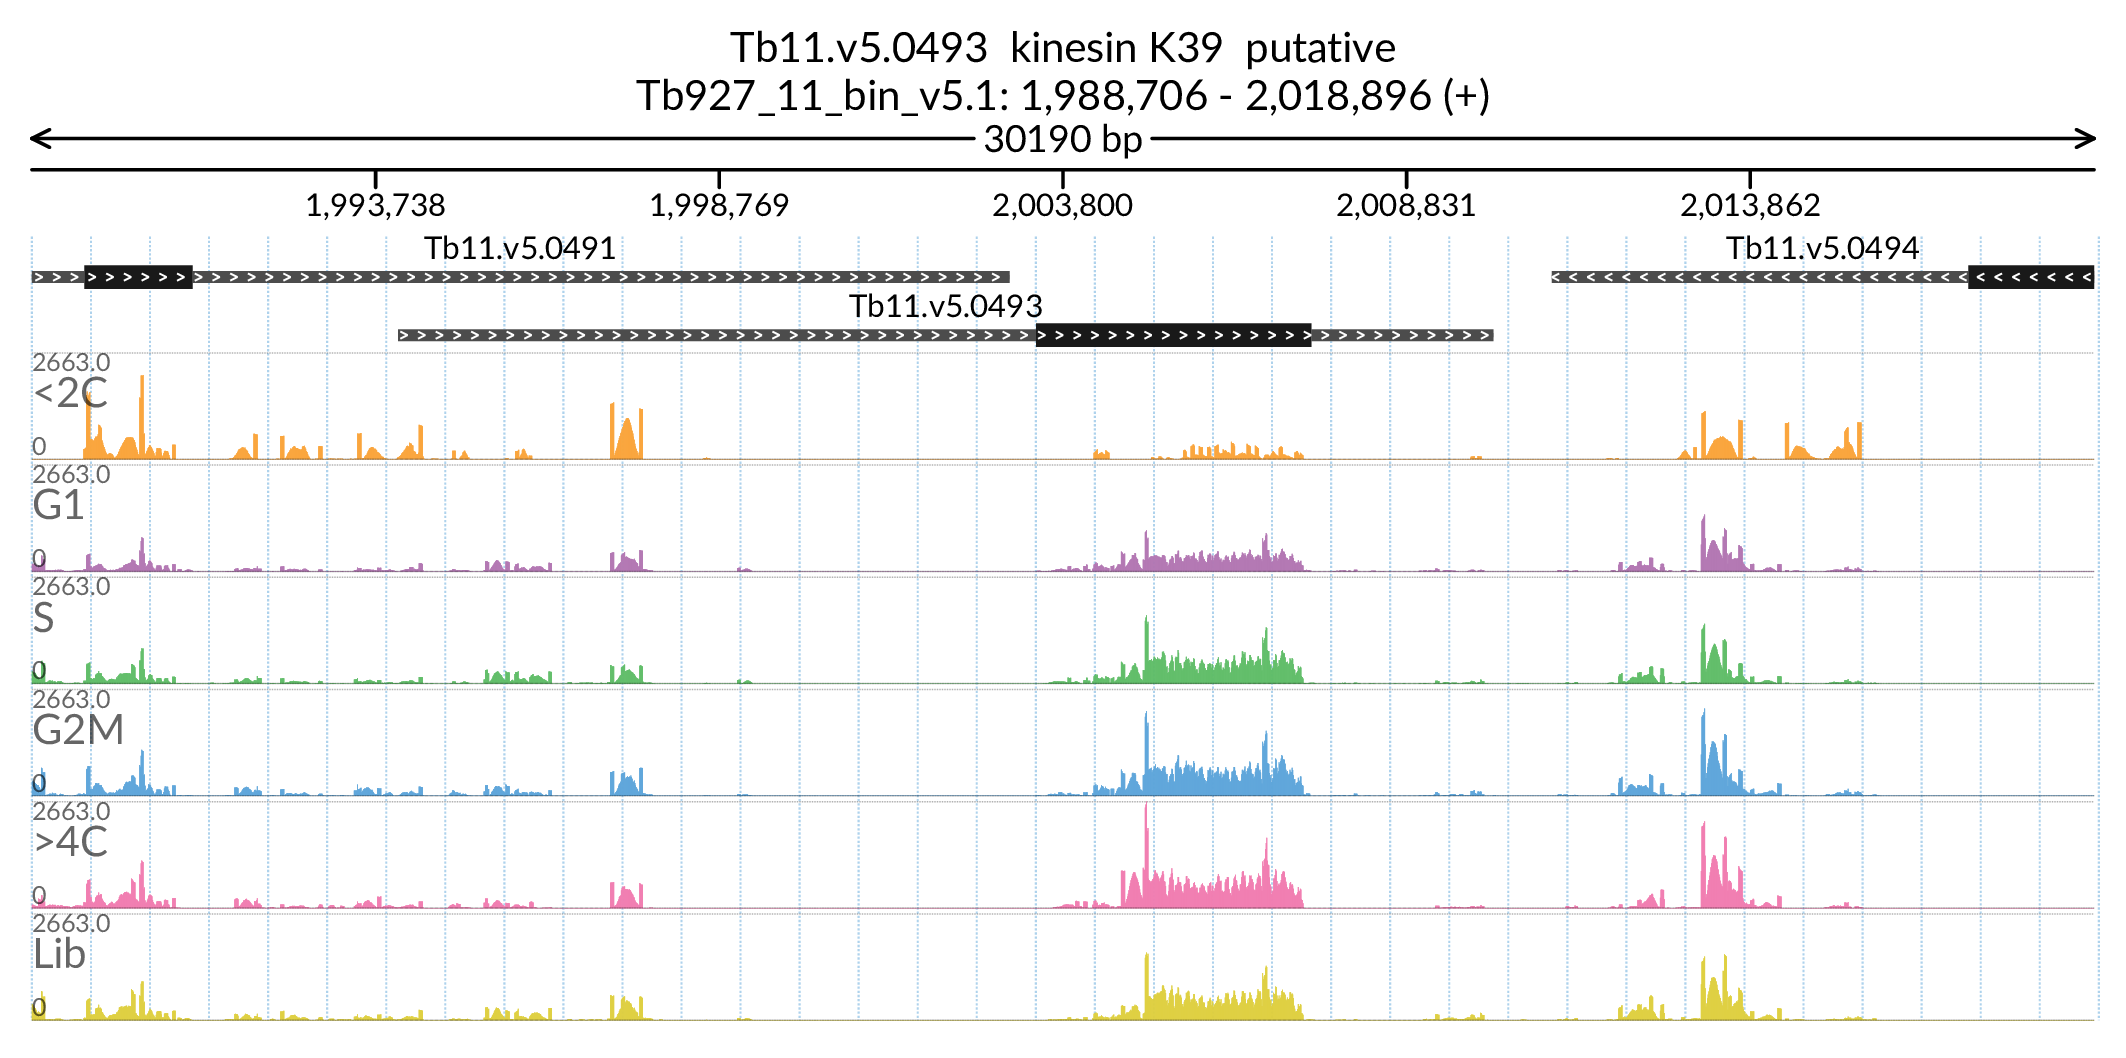 Tb11.v5.0493  kinesin K39  putative
Tb927_11_bin_v5.1: 1,988,706 - 2,018,896 (+)
30190 bp
1,993,738 1,998,769 2,003,800 2,008,831 2,013,862
Tb11.v5.0491 Tb11.v5.0494
Tb11.v5.0493
2663.0
<2C
0
2663.0
G1
0
2663.0
S
0
2663.0
G2M
0
2663.0
>4C
0
2663.0
Lib
0